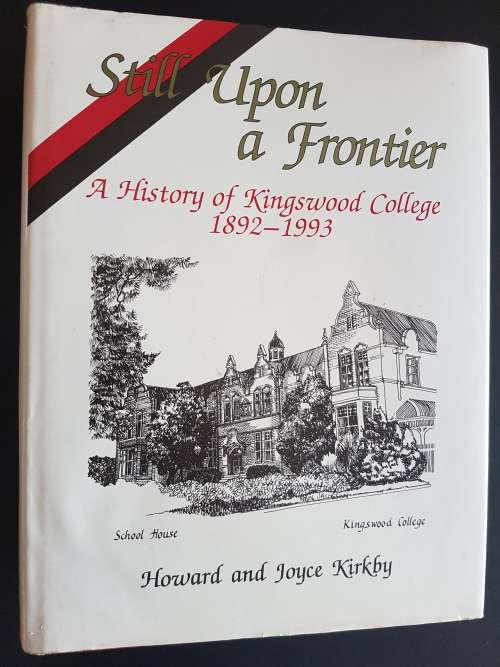 Still Upon
a Frontier
A History of Kingswood College
1892–1993
School House
Kingswood College
Howard and Joyce Kirkby